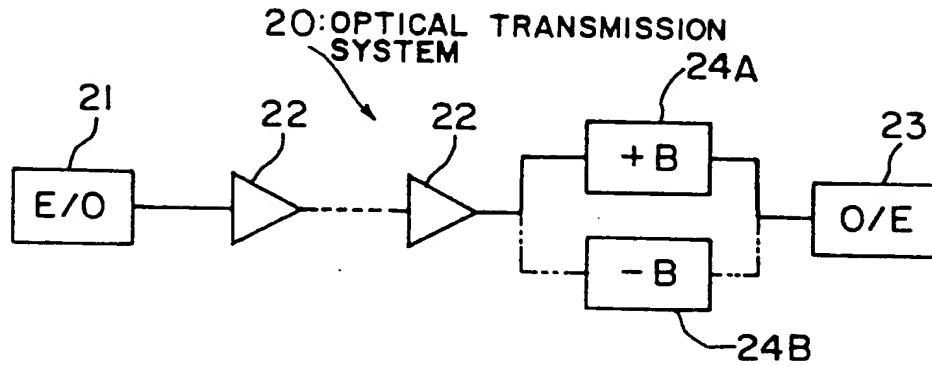 20:OPTICAL TRANSMISSION
SYSTEM
24A
21
22
22
23
+B
E/O
O/E
-B
24B